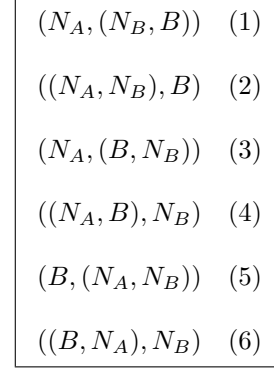 (N_A, (N_B, B)) (1)
((N_A, N_B), B) (2)
(N_A, (B, N_B)) (3)
((N_A, B), N_B) (4)
(B, (N_A, N_B)) (5)
((B, N_A), N_B) (6)